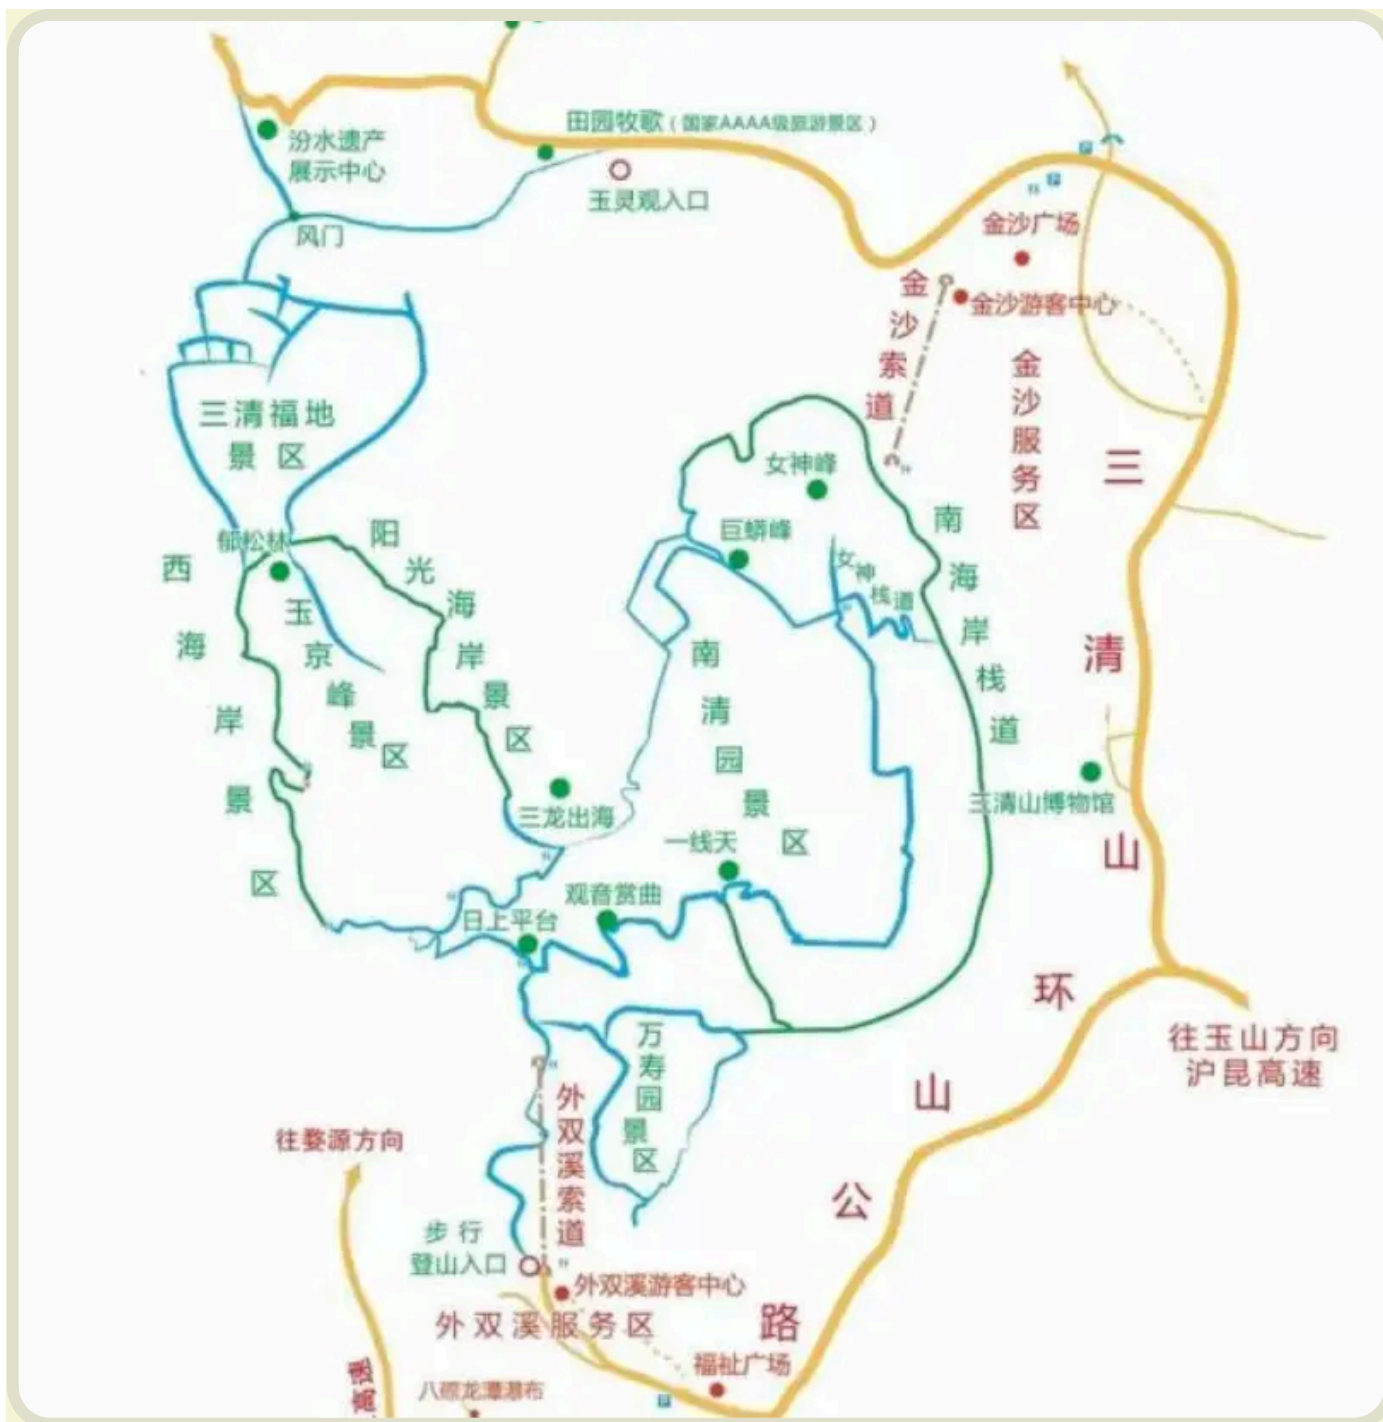 田园牧歌（国家AAAA级旅游景区）
汾水遗产
展示中心
玉灵观入口
风门
金沙广场
金沙游客中心
金沙索道
金沙服务区
三清福地
景区
女神峰
巨蟒峰
女神栈道
南海岸栈道
郁松林
阳光海岸景区
西海岸景区
玉京峰景区
南清园景区
三龙出海
一线天
三清山博物馆
观音赏曲
日上平台
三清山环山公路
往玉山方向
沪昆高速
万寿园景区
外双溪索道
往婺源方向
步行
登山入口
外双溪游客中心
外双溪服务区
福祉广场
高速